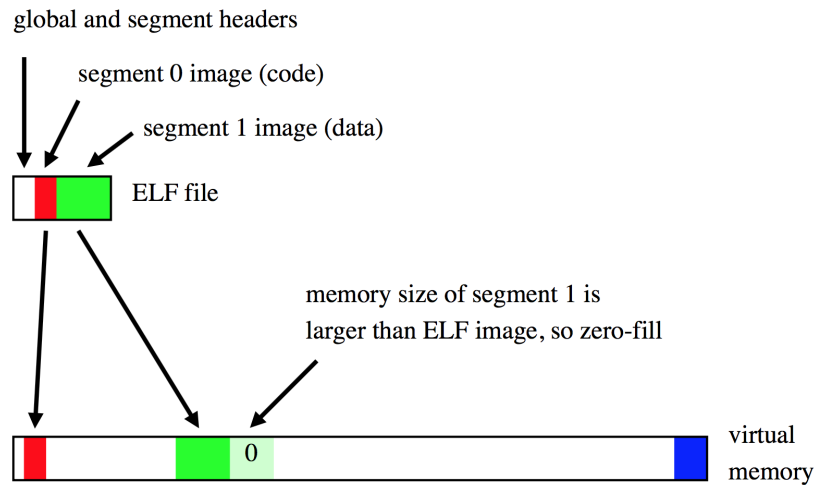 global and segment headers
segment 0 image (code)
segment 1 image (data)
ELF file
memory size of segment 1 is
larger than ELF image, so zero-fill
0
virtual
memory